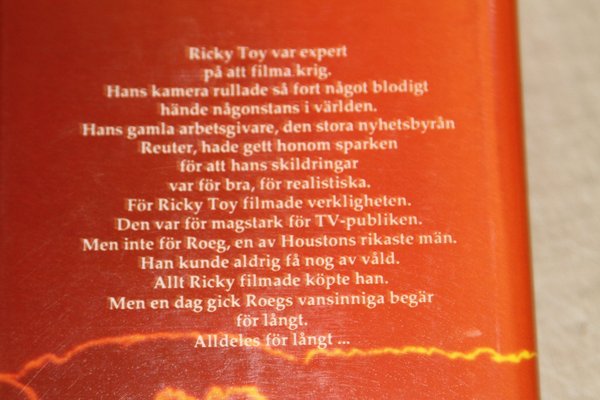 Ricky Toy var expert
på att filma krig.
Hans kamera rullade så fort något blodigt
hände någonstans i världen.
Hans gamla arbetsgivare, den stora nyhetsbyrån
Reuter, hade gett honom sparken
för att hans skildringar
var för bra, för realistiska.
För Ricky Toy filmade verkligheten.
Den var för magstark för TV-publiken.
Men inte för Roeg, en av Houstons rikaste män.
Han kunde aldrig få nog av våld.
Allt Ricky filmade köpte han.
Men en dag gick Roegs vansinniga begär
för långt.
Alldeles för långt ...